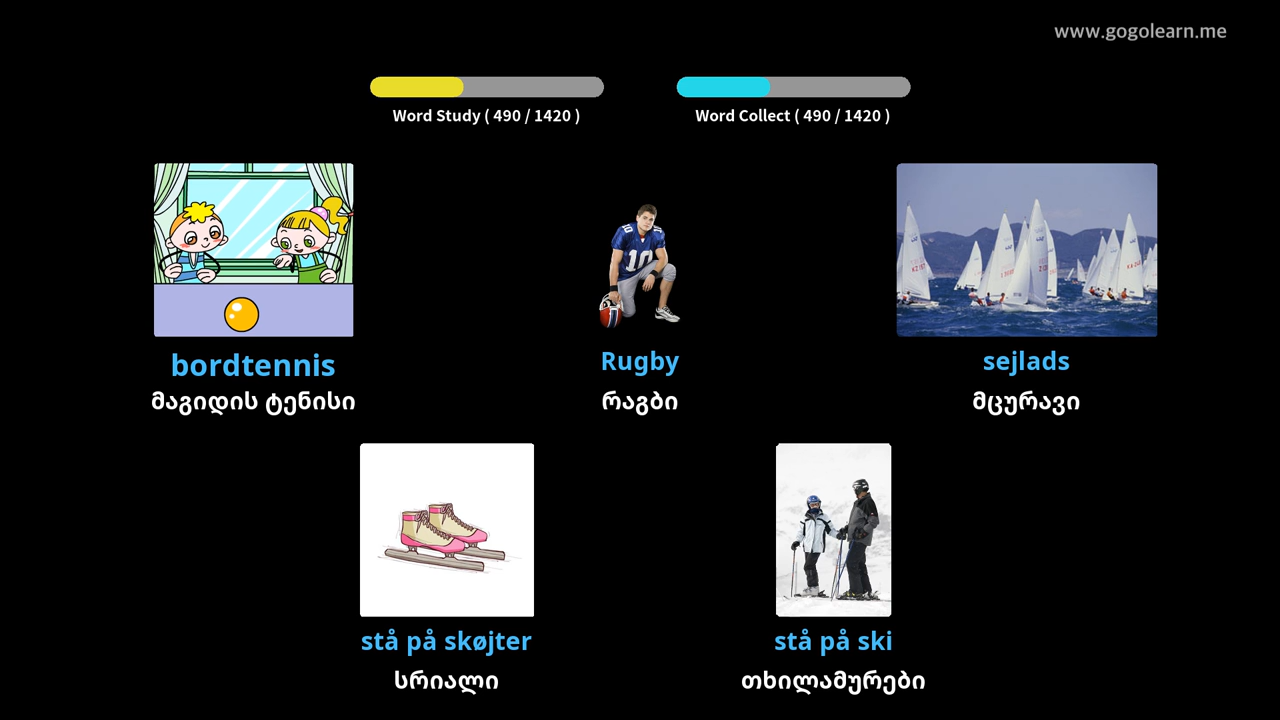 www.gogolearn.me
Word Study ( 490 / 1420 )
Word Collect ( 490 / 1420 )
bordtennis
მაგიდის ტენისი
Rugby
რაგბი
sejlads
მცურავი
stå på skøjter
სრიალი
stå på ski
თხილამურები